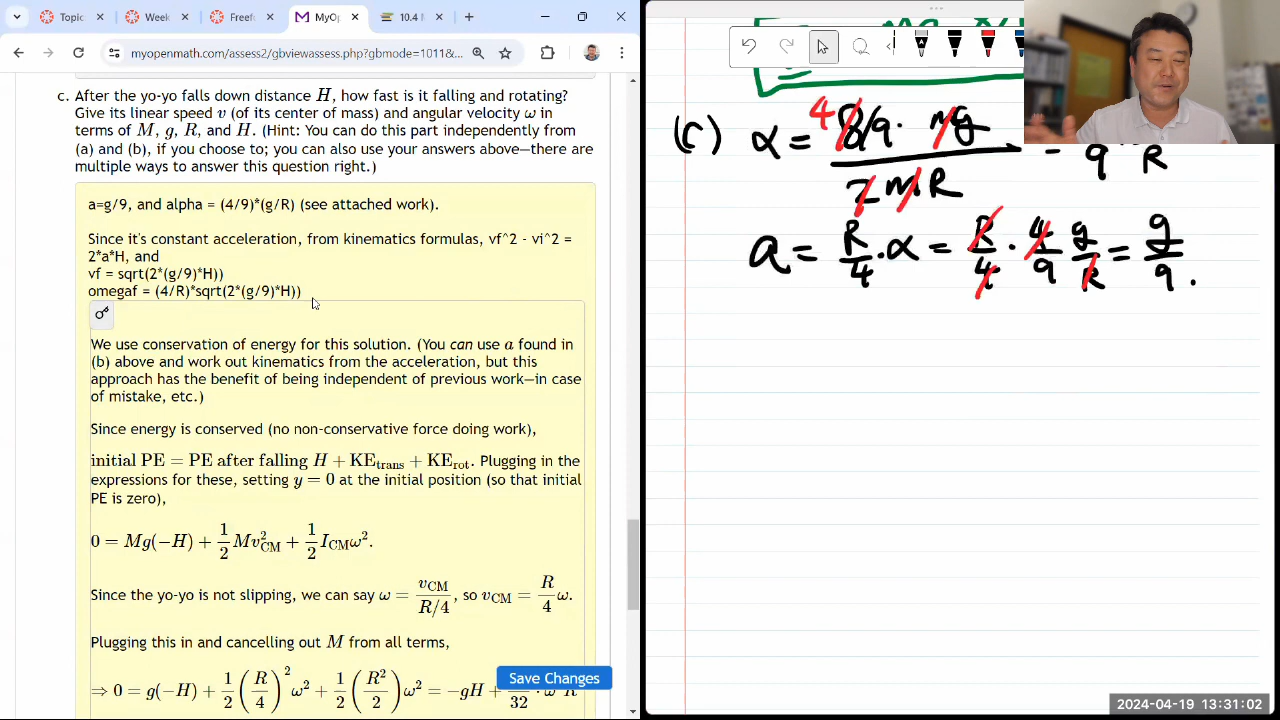 Topic
Week
Freef
MyOp
10.4 R
myopenmath.com/course/2/gbviewassess.php?gbmode=1011&
c. After the yo-yo falls down distance H, how fast is it falling and rotating?
Give its linear speed v (of its center of mass) and angular velocity ω in
terms of M, g, R, and H. (Hint: You can do this part independently from
(a) and (b), if you choose; you can also use your answers above—there are
multiple ways to answer this question right.)
a=g/9, and alpha = (4/9)*(g/R) (see attached work).
Since it's constant acceleration, from kinematics formulas, vf^2 - vi^2 =
2*a*H, and
vf = sqrt(2*(g/9)*H))
omegaf = (4/R)*sqrt(2*(g/9)*H))
We use conservation of energy for this solution. (You can use a found in
(b) above and work out kinematics from the acceleration, but this
approach has the benefit of being independent of previous work—in case
of mistake, etc.)
Since energy is conserved (no non-conservative force doing work),
initial PE = PE after falling H + KE_trans + KE_rot. Plugging in the
expressions for these, setting y = 0 at the initial position (so that initial
PE is zero),
0 = Mg(−H) + 1/2 Mv²_CM + 1/2 I_CM ω².
Since the yo-yo is not slipping, we can say ω = v_CM / (R/4), so v_CM = R/4 ω.
Plugging this in and cancelling out M from all terms,
⇒ 0 = g(−H) + 1/2 (R/4)² ω² + 1/2 (R²/2) ω² = −gH +
32
Save Changes
(c) α = 4 8/9 · mg / 2 mR = 4/9 · g/R
a = R/4 · α = R/4 · 4/9 g/R = g/9.
2024-04-19 13:31:02